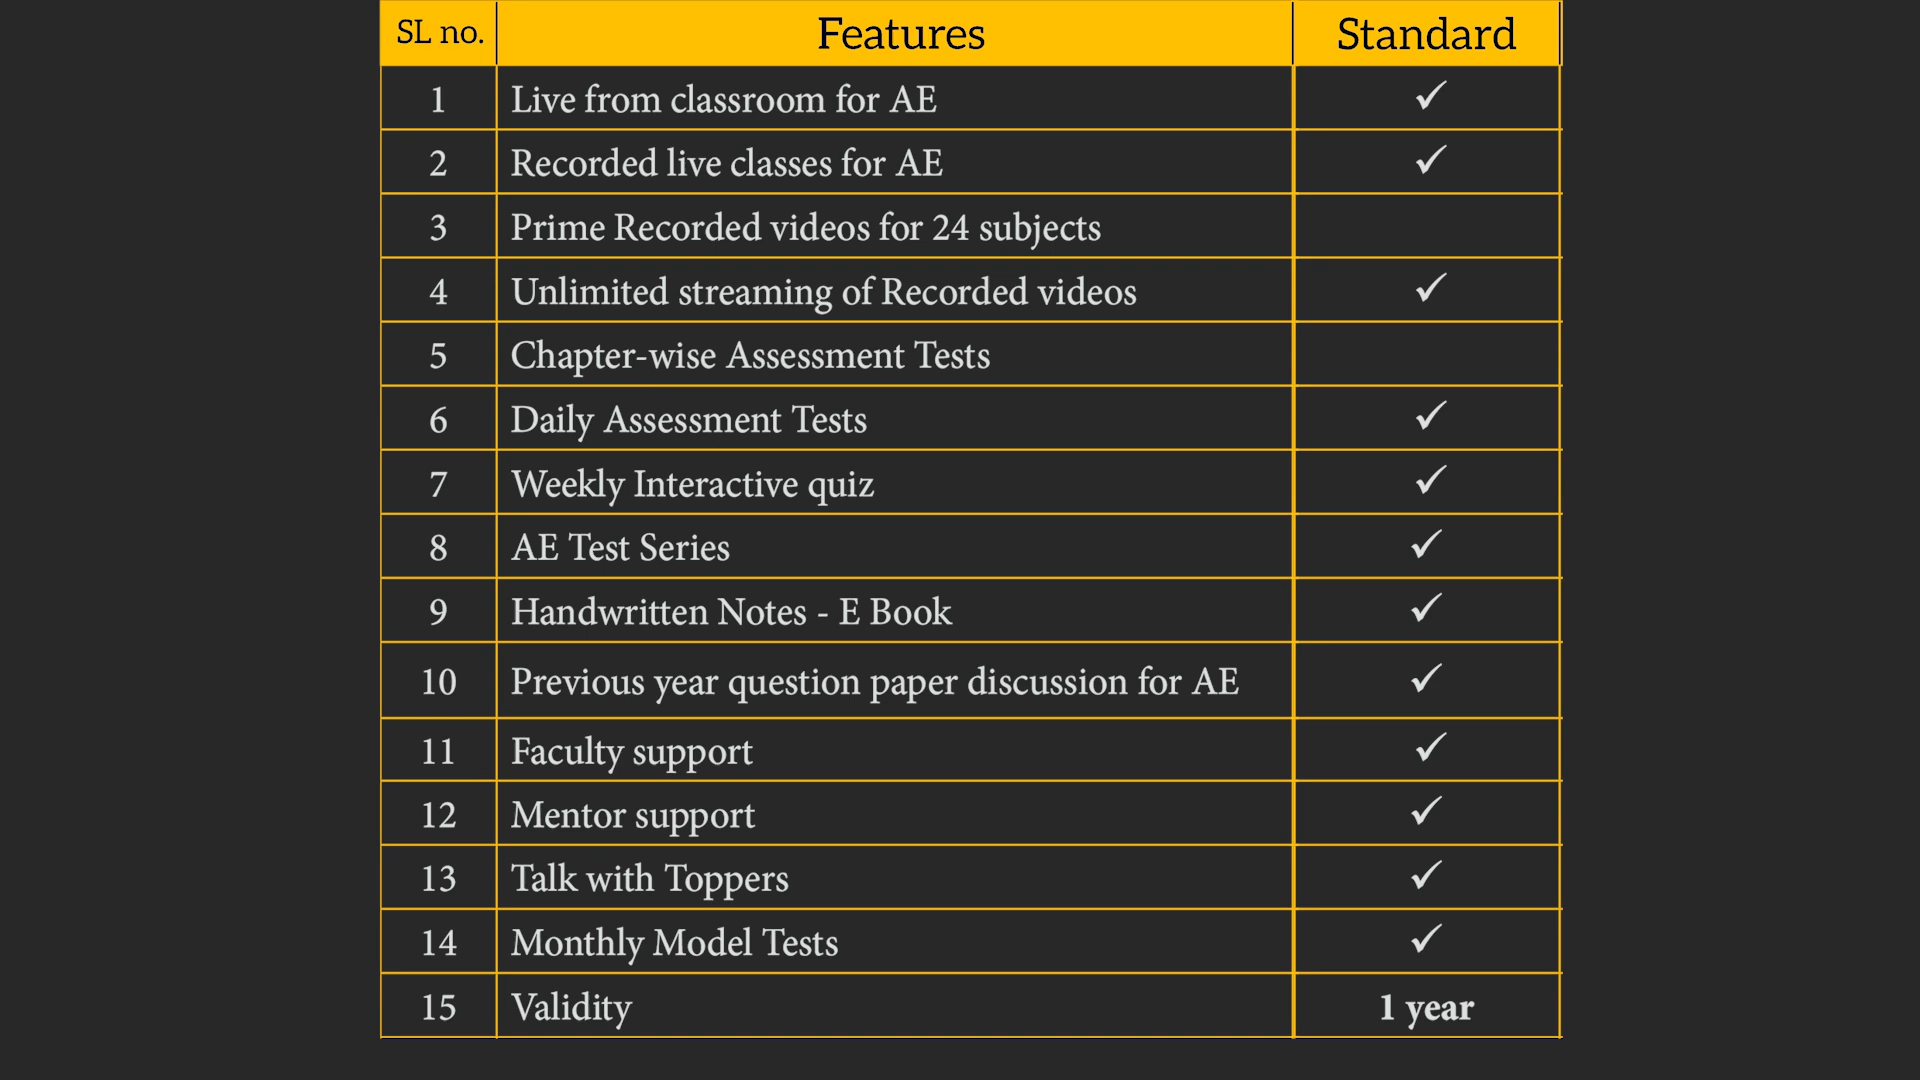 SL no. Features Standard
1 Live from classroom for AE ✓
2 Recorded live classes for AE ✓
3 Prime Recorded videos for 24 subjects
4 Unlimited streaming of Recorded videos ✓
5 Chapter-wise Assessment Tests
6 Daily Assessment Tests ✓
7 Weekly Interactive quiz ✓
8 AE Test Series ✓
9 Handwritten Notes - E Book ✓
10 Previous year question paper discussion for AE ✓
11 Faculty support ✓
12 Mentor support ✓
13 Talk with Toppers ✓
14 Monthly Model Tests ✓
15 Validity 1 year